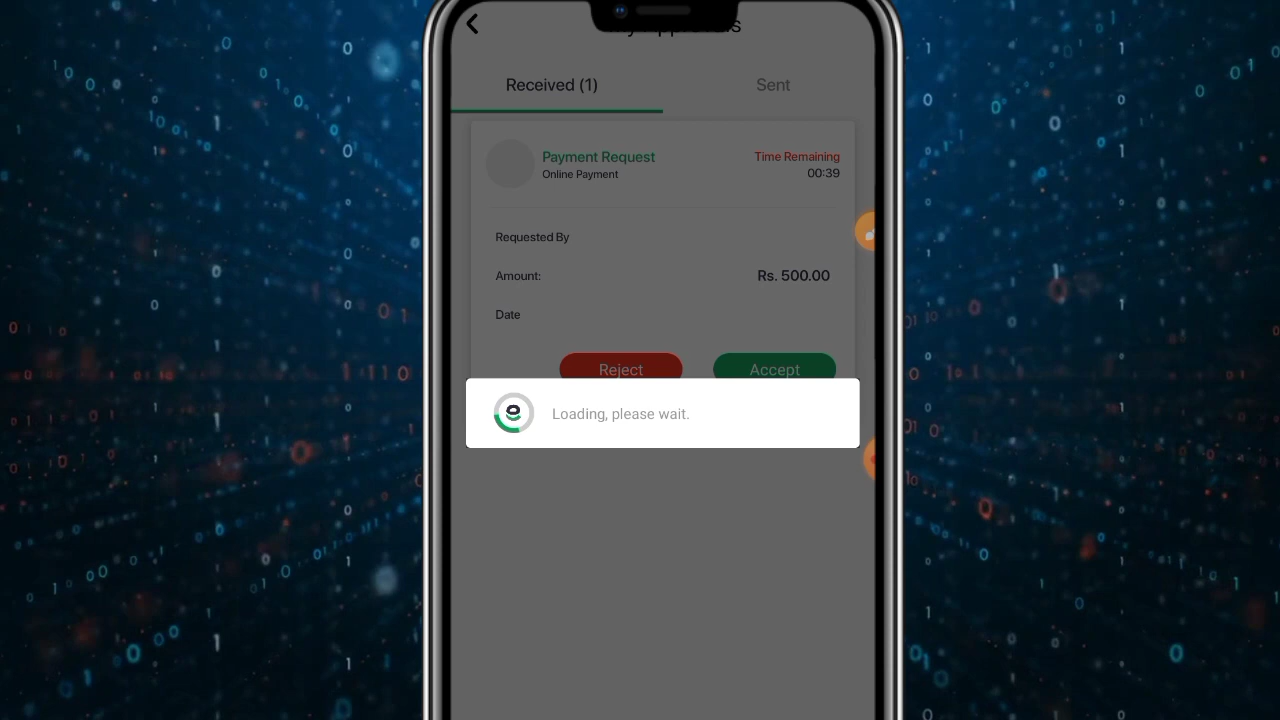 Received (1)
Sent
Payment Request
Time Remaining
Online Payment
00:39
Requested By
Amount:
Rs. 500.00
Date
Reject
Accept
Loading, please wait.